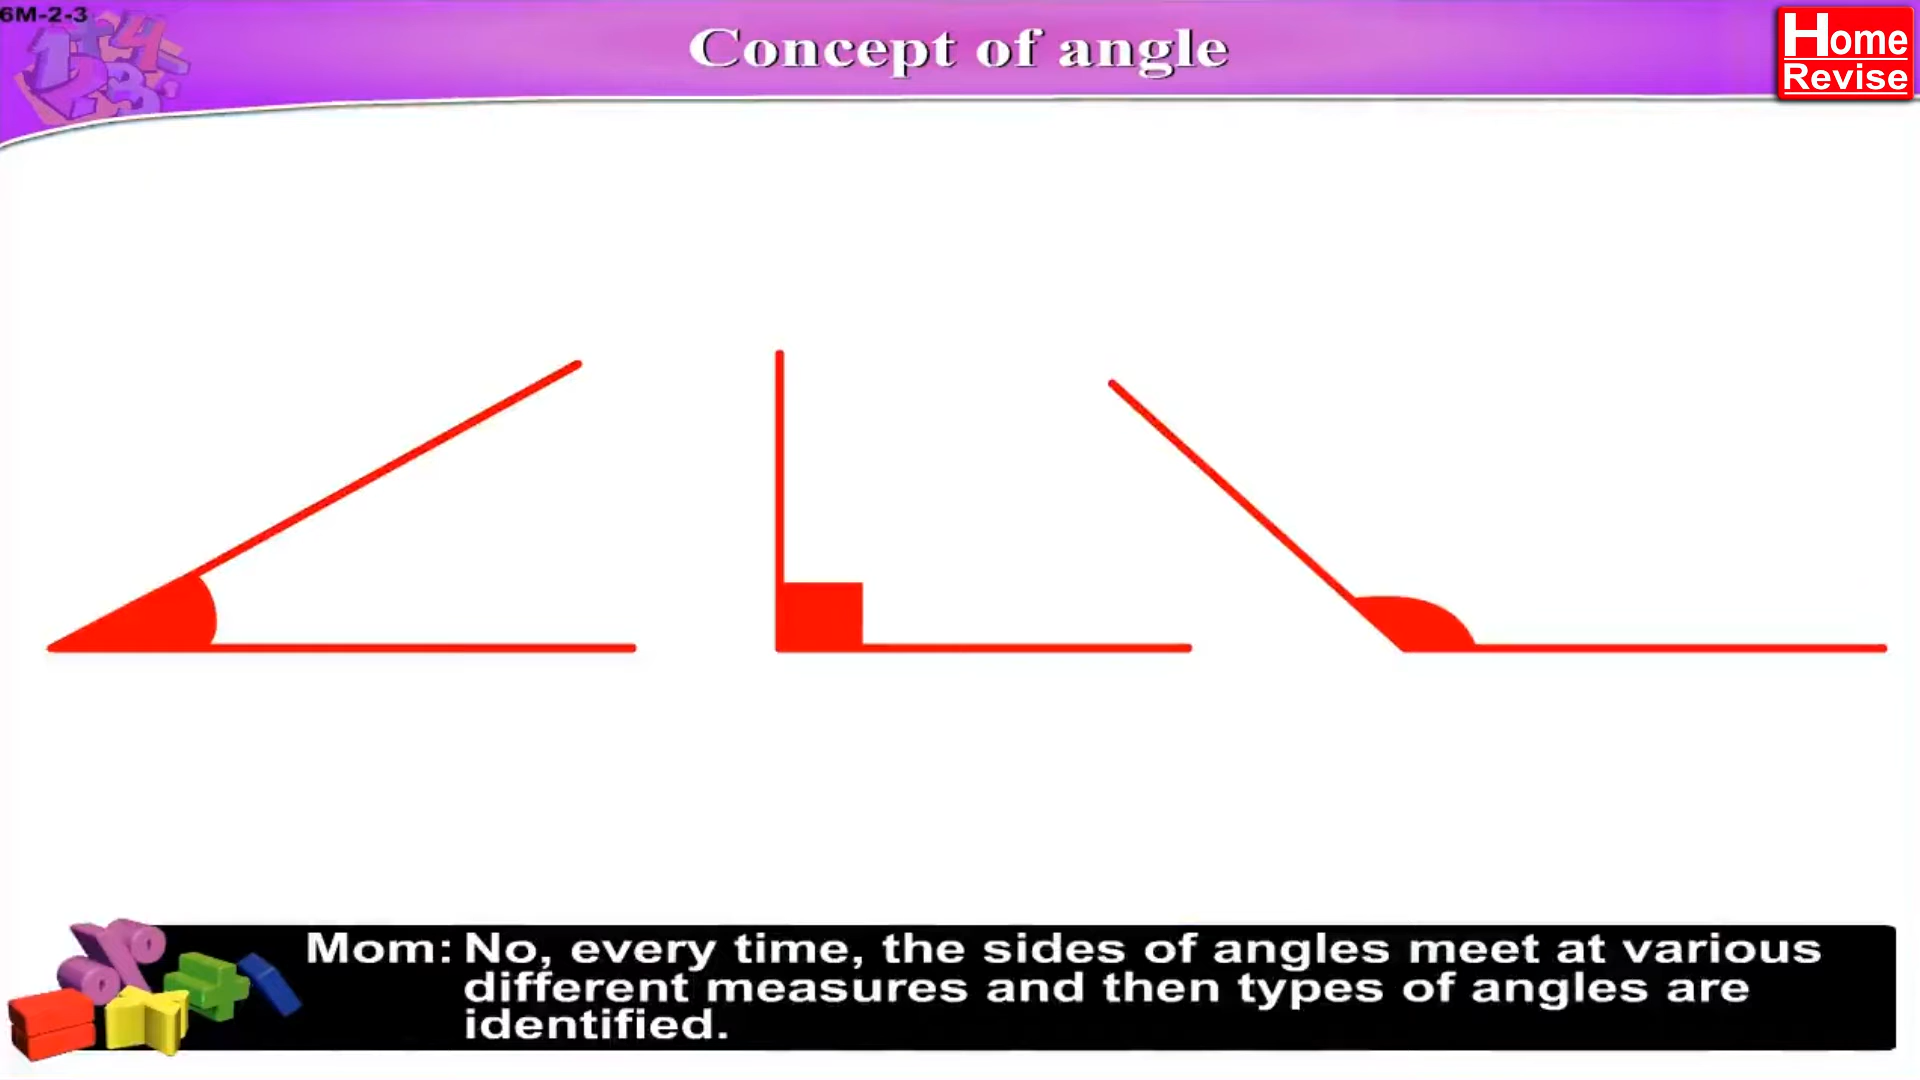 6M-2-3
Concept of angle
Home
Revise
Mom: No, every time, the sides of angles meet at various
different measures and then types of angles are
identified.